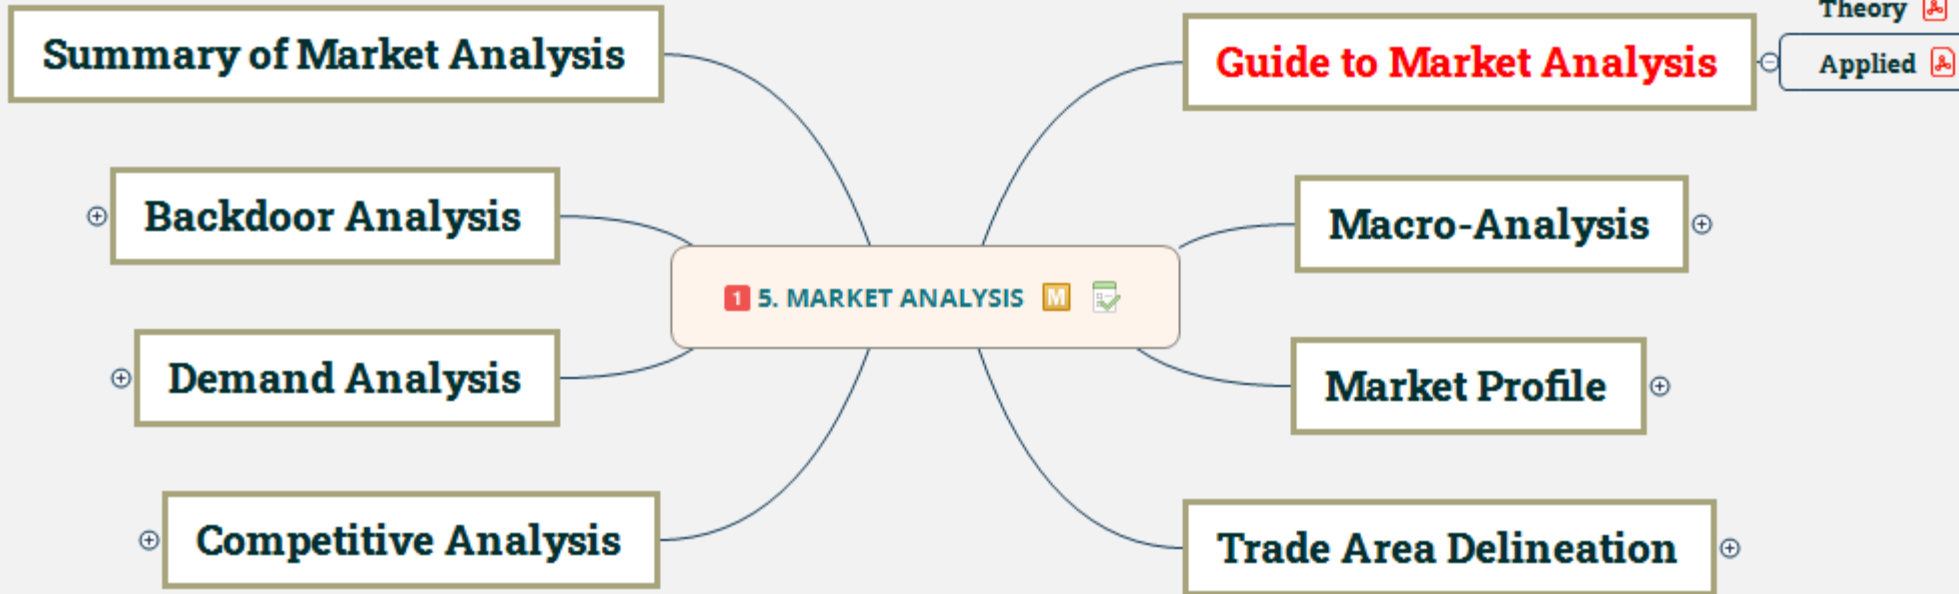 Summary of Market Analysis
Guide to Market Analysis
Theory
Applied
Backdoor Analysis
Macro-Analysis
1 5. MARKET ANALYSIS M
Demand Analysis
Market Profile
Competitive Analysis
Trade Area Delineation